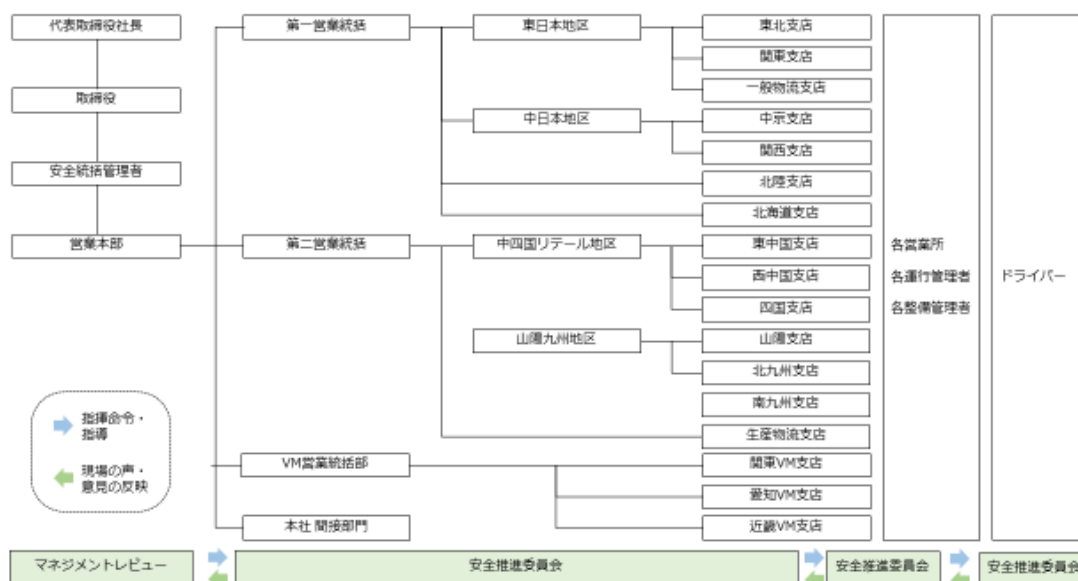 代表取締役社長
取締役
安全統括管理者
営業本部
第一営業統括
第二営業統括
VM営業統括部
本社 間接部門
東日本地区
中日本地区
中四国リテール地区
山陽九州地区
東北支店
関東支店
一般物流支店
中京支店
関西支店
北陸支店
北海道支店
東中国支店
西中国支店
四国支店
山陽支店
北九州支店
南九州支店
生産物流支店
関東VM支店
愛知VM支店
近畿VM支店
各営業所
各運行管理者
各整備管理者
ドライバー
指揮命令・
指導
現場の声・
意見の反映
マネジメントレビュー
安全推進委員会
安全推進委員会
安全推進委員会